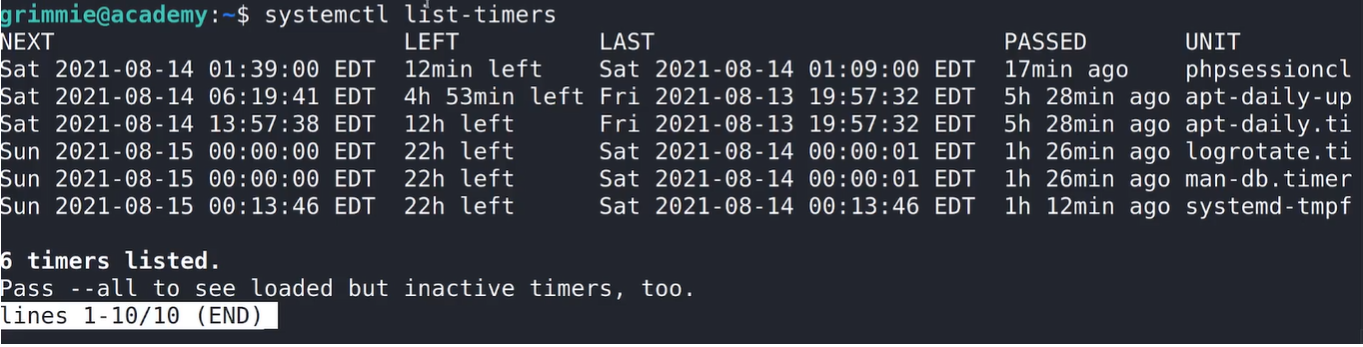 grimmie@academy:~$ systemctl list-timers
NEXT LEFT LAST PASSED UNIT
Sat 2021-08-14 01:39:00 EDT 12min left Sat 2021-08-14 01:09:00 EDT 17min ago phpsessioncl
Sat 2021-08-14 06:19:41 EDT 4h 53min left Fri 2021-08-13 19:57:32 EDT 5h 28min ago apt-daily-up
Sat 2021-08-14 13:57:38 EDT 12h left Fri 2021-08-13 19:57:32 EDT 5h 28min ago apt-daily.ti
Sun 2021-08-15 00:00:00 EDT 22h left Sat 2021-08-14 00:00:01 EDT 1h 26min ago logrotate.ti
Sun 2021-08-15 00:00:00 EDT 22h left Sat 2021-08-14 00:00:01 EDT 1h 26min ago man-db.timer
Sun 2021-08-15 00:13:46 EDT 22h left Sat 2021-08-14 00:13:46 EDT 1h 12min ago systemd-tmpf
6 timers listed.
Pass --all to see loaded but inactive timers, too.
lines 1-10/10 (END)